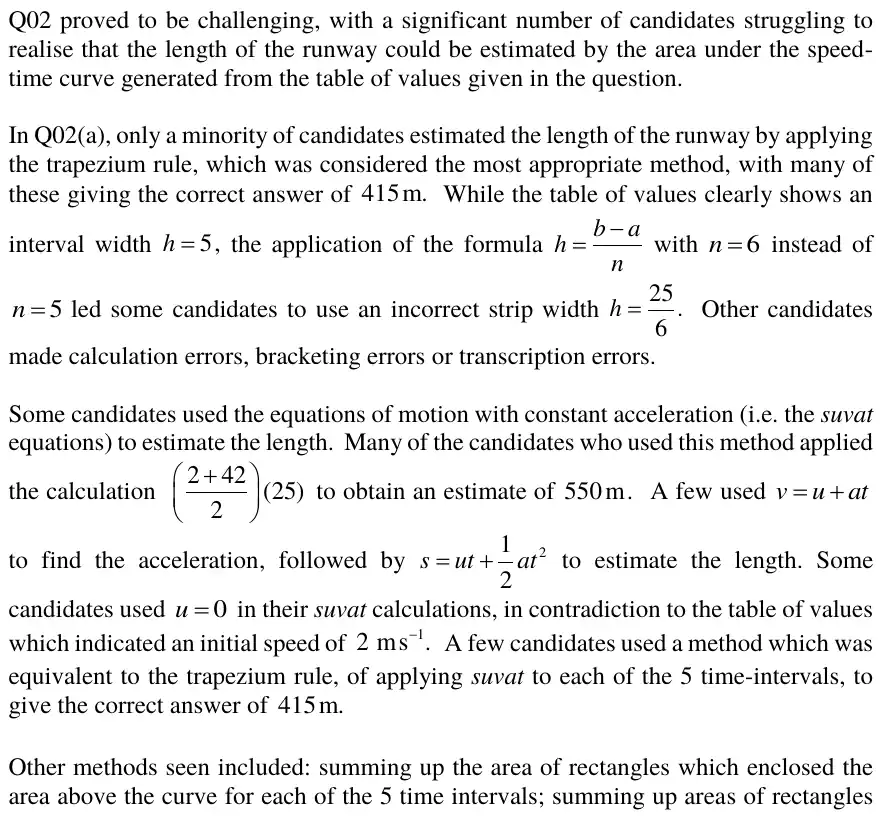 Q02 proved to be challenging, with a significant number of candidates struggling to
realise that the length of the runway could be estimated by the area under the speed-
time curve generated from the table of values given in the question.
In Q02(a), only a minority of candidates estimated the length of the runway by applying
the trapezium rule, which was considered the most appropriate method, with many of
these giving the correct answer of 415 m. While the table of values clearly shows an
interval width h = 5, the application of the formula h = (b − a)/n with n = 6 instead of
n = 5 led some candidates to use an incorrect strip width h = 25/6. Other candidates
made calculation errors, bracketing errors or transcription errors.
Some candidates used the equations of motion with constant acceleration (i.e. the suvat
equations) to estimate the length. Many of the candidates who used this method applied
the calculation ((2 + 42)/2)(25) to obtain an estimate of 550 m. A few used v = u + at
to find the acceleration, followed by s = ut + 1/2 at² to estimate the length. Some
candidates used u = 0 in their suvat calculations, in contradiction to the table of values
which indicated an initial speed of 2 ms⁻¹. A few candidates used a method which was
equivalent to the trapezium rule, of applying suvat to each of the 5 time-intervals, to
give the correct answer of 415 m.
Other methods seen included: summing up the area of rectangles which enclosed the
area above the curve for each of the 5 time intervals; summing up areas of rectangles